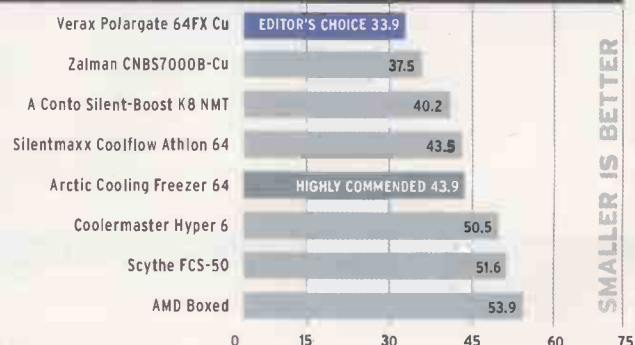 Verax Polargate 64FX Cu EDITOR'S CHOICE 33.9
Zalman CNBS7000B-Cu 37.5
A Conto Silent-Boost K8 NMT 40.2
Silentmaxx Coolflow Athlon 64 43.5
Arctic Cooling Freezer 64 HIGHLY COMMENDED 43.9
Coolermaster Hyper 6 50.5
Scythe FCS-50 51.6
AMD Boxed 53.9
0 15 30 45 60 75
SMALLER IS BETTER